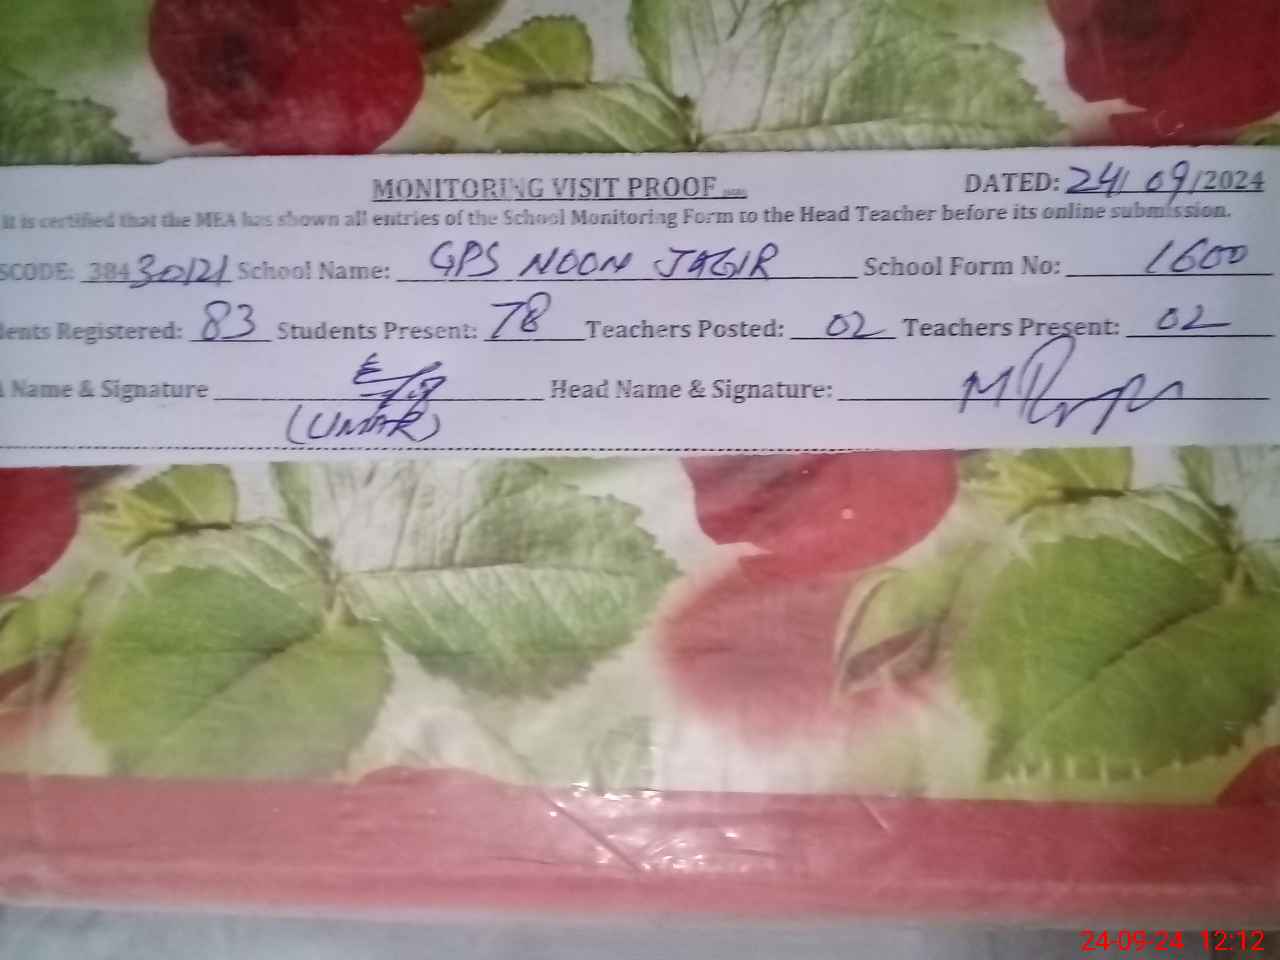 MONITORING VISIT PROOF
DATED: 24/09/2024
It is certified that the MEA has shown all entries of the School Monitoring Form to the Head Teacher before its online submission.
SCODE: 38430121 School Name: GPS NOON JAGIR School Form No: 1600
ents Registered: 83 Students Present: 78 Teachers Posted: 02 Teachers Present: 02
Name & Signature Head Name & Signature:
(UMAR)
24-09-24 12:12